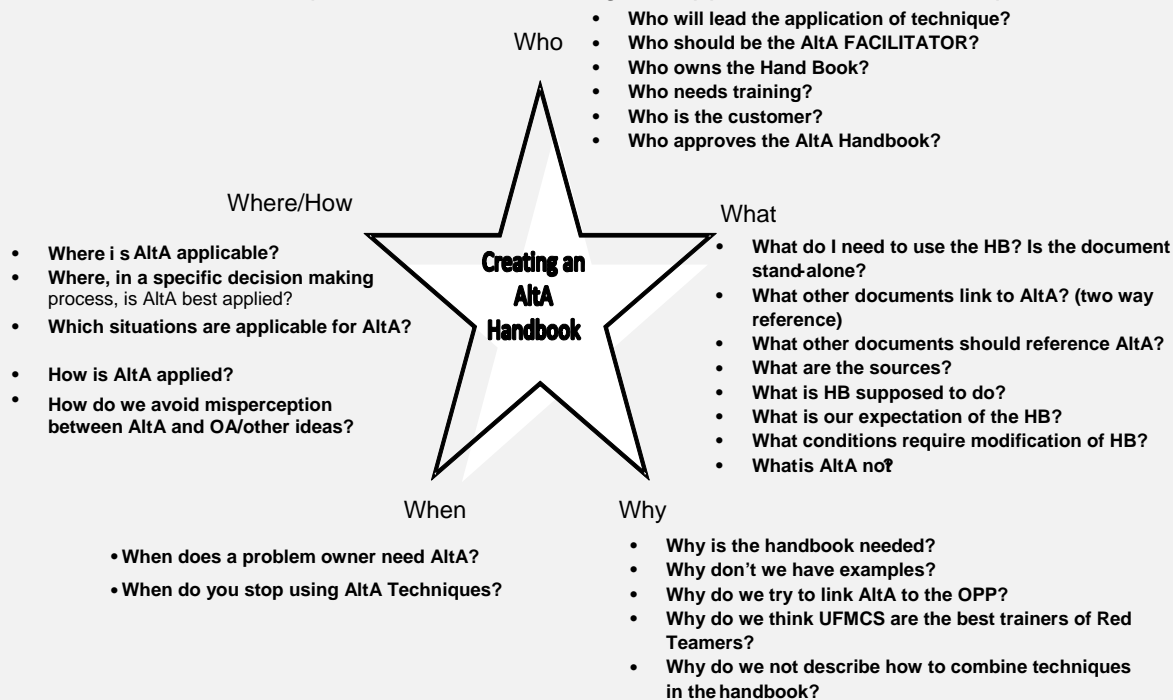 Who
• Who will lead the application of technique?
• Who should be the AltA FACILITATOR?
• Who owns the Hand Book?
• Who needs training?
• Who is the customer?
• Who approves the AltA Handbook?
Where/How
• Where i s AltA applicable?
• Where, in a specific decision making
process, is AltA best applied?
• Which situations are applicable for AltA?
• How is AltA applied?
• How do we avoid misperception
between AltA and OA/other ideas?
Creating an
AltA
Handbook
What
• What do I need to use the HB? Is the document
stand-alone?
• What other documents link to AltA? (two way
reference)
• What other documents should reference AltA?
• What are the sources?
• What is HB supposed to do?
• What is our expectation of the HB?
• What conditions require modification of HB?
• Whatis AltA not?
When
• When does a problem owner need AltA?
• When do you stop using AltA Techniques?
Why
• Why is the handbook needed?
• Why don’t we have examples?
• Why do we try to link AltA to the OPP?
• Why do we think UFMCS are the best trainers of Red
Teamers?
• Why do we not describe how to combine techniques
in the handbook?